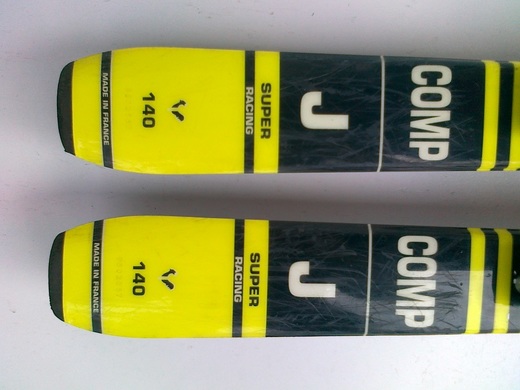 MADE IN FRANCE
140
SUPER
RACING
J
COMP
MADE IN FRANCE
140
SUPER
RACING
J
COMP